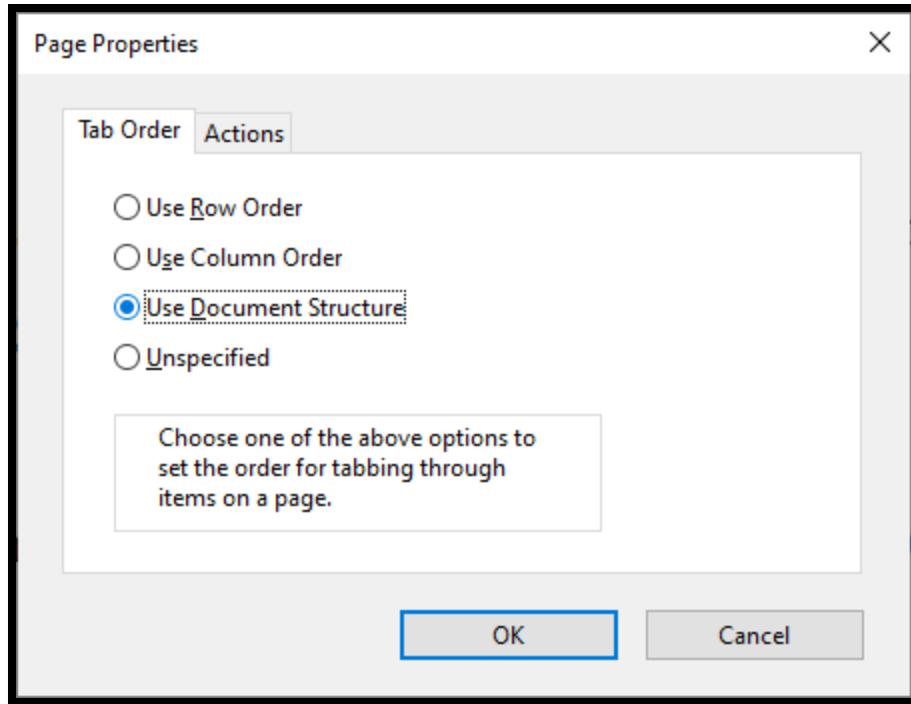 Page Properties
Tab Order
Actions
Use Row Order
Use Column Order
Use Document Structure
Unspecified
Choose one of the above options to
set the order for tabbing through
items on a page.
OK
Cancel